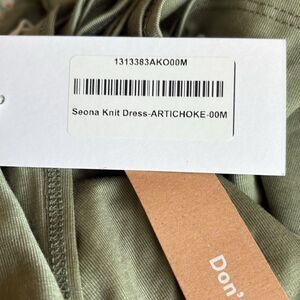 1313383AKO00M
Seona Knit Dress-ARTICHOKE-00M
Don'